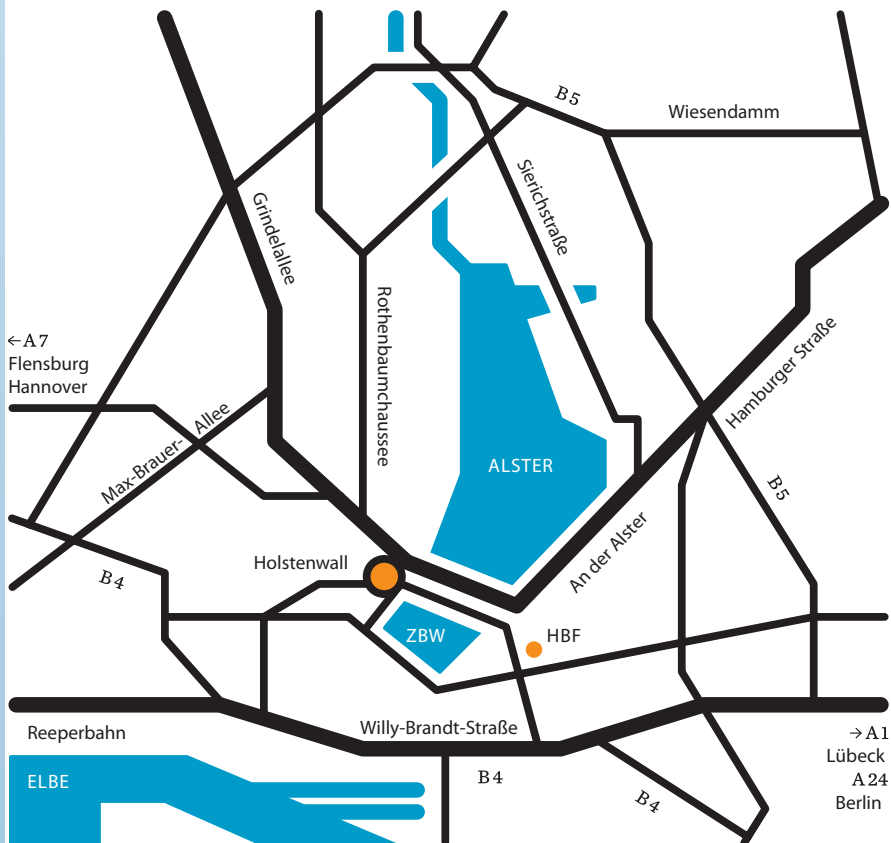 B5
Wiesendamm
Sierichstraße
Grindelallee
Rothenbaumchaussee
←A7
Flensburg
Hannover
Hamburger Straße
Max-Brauer- Allee
ALSTER
B5
An der Alster
Holstenwall
B4
ZBW
HBF
Reeperbahn
Willy-Brandt-Straße
→A1
Lübeck
A24
Berlin
ELBE
B4
B4